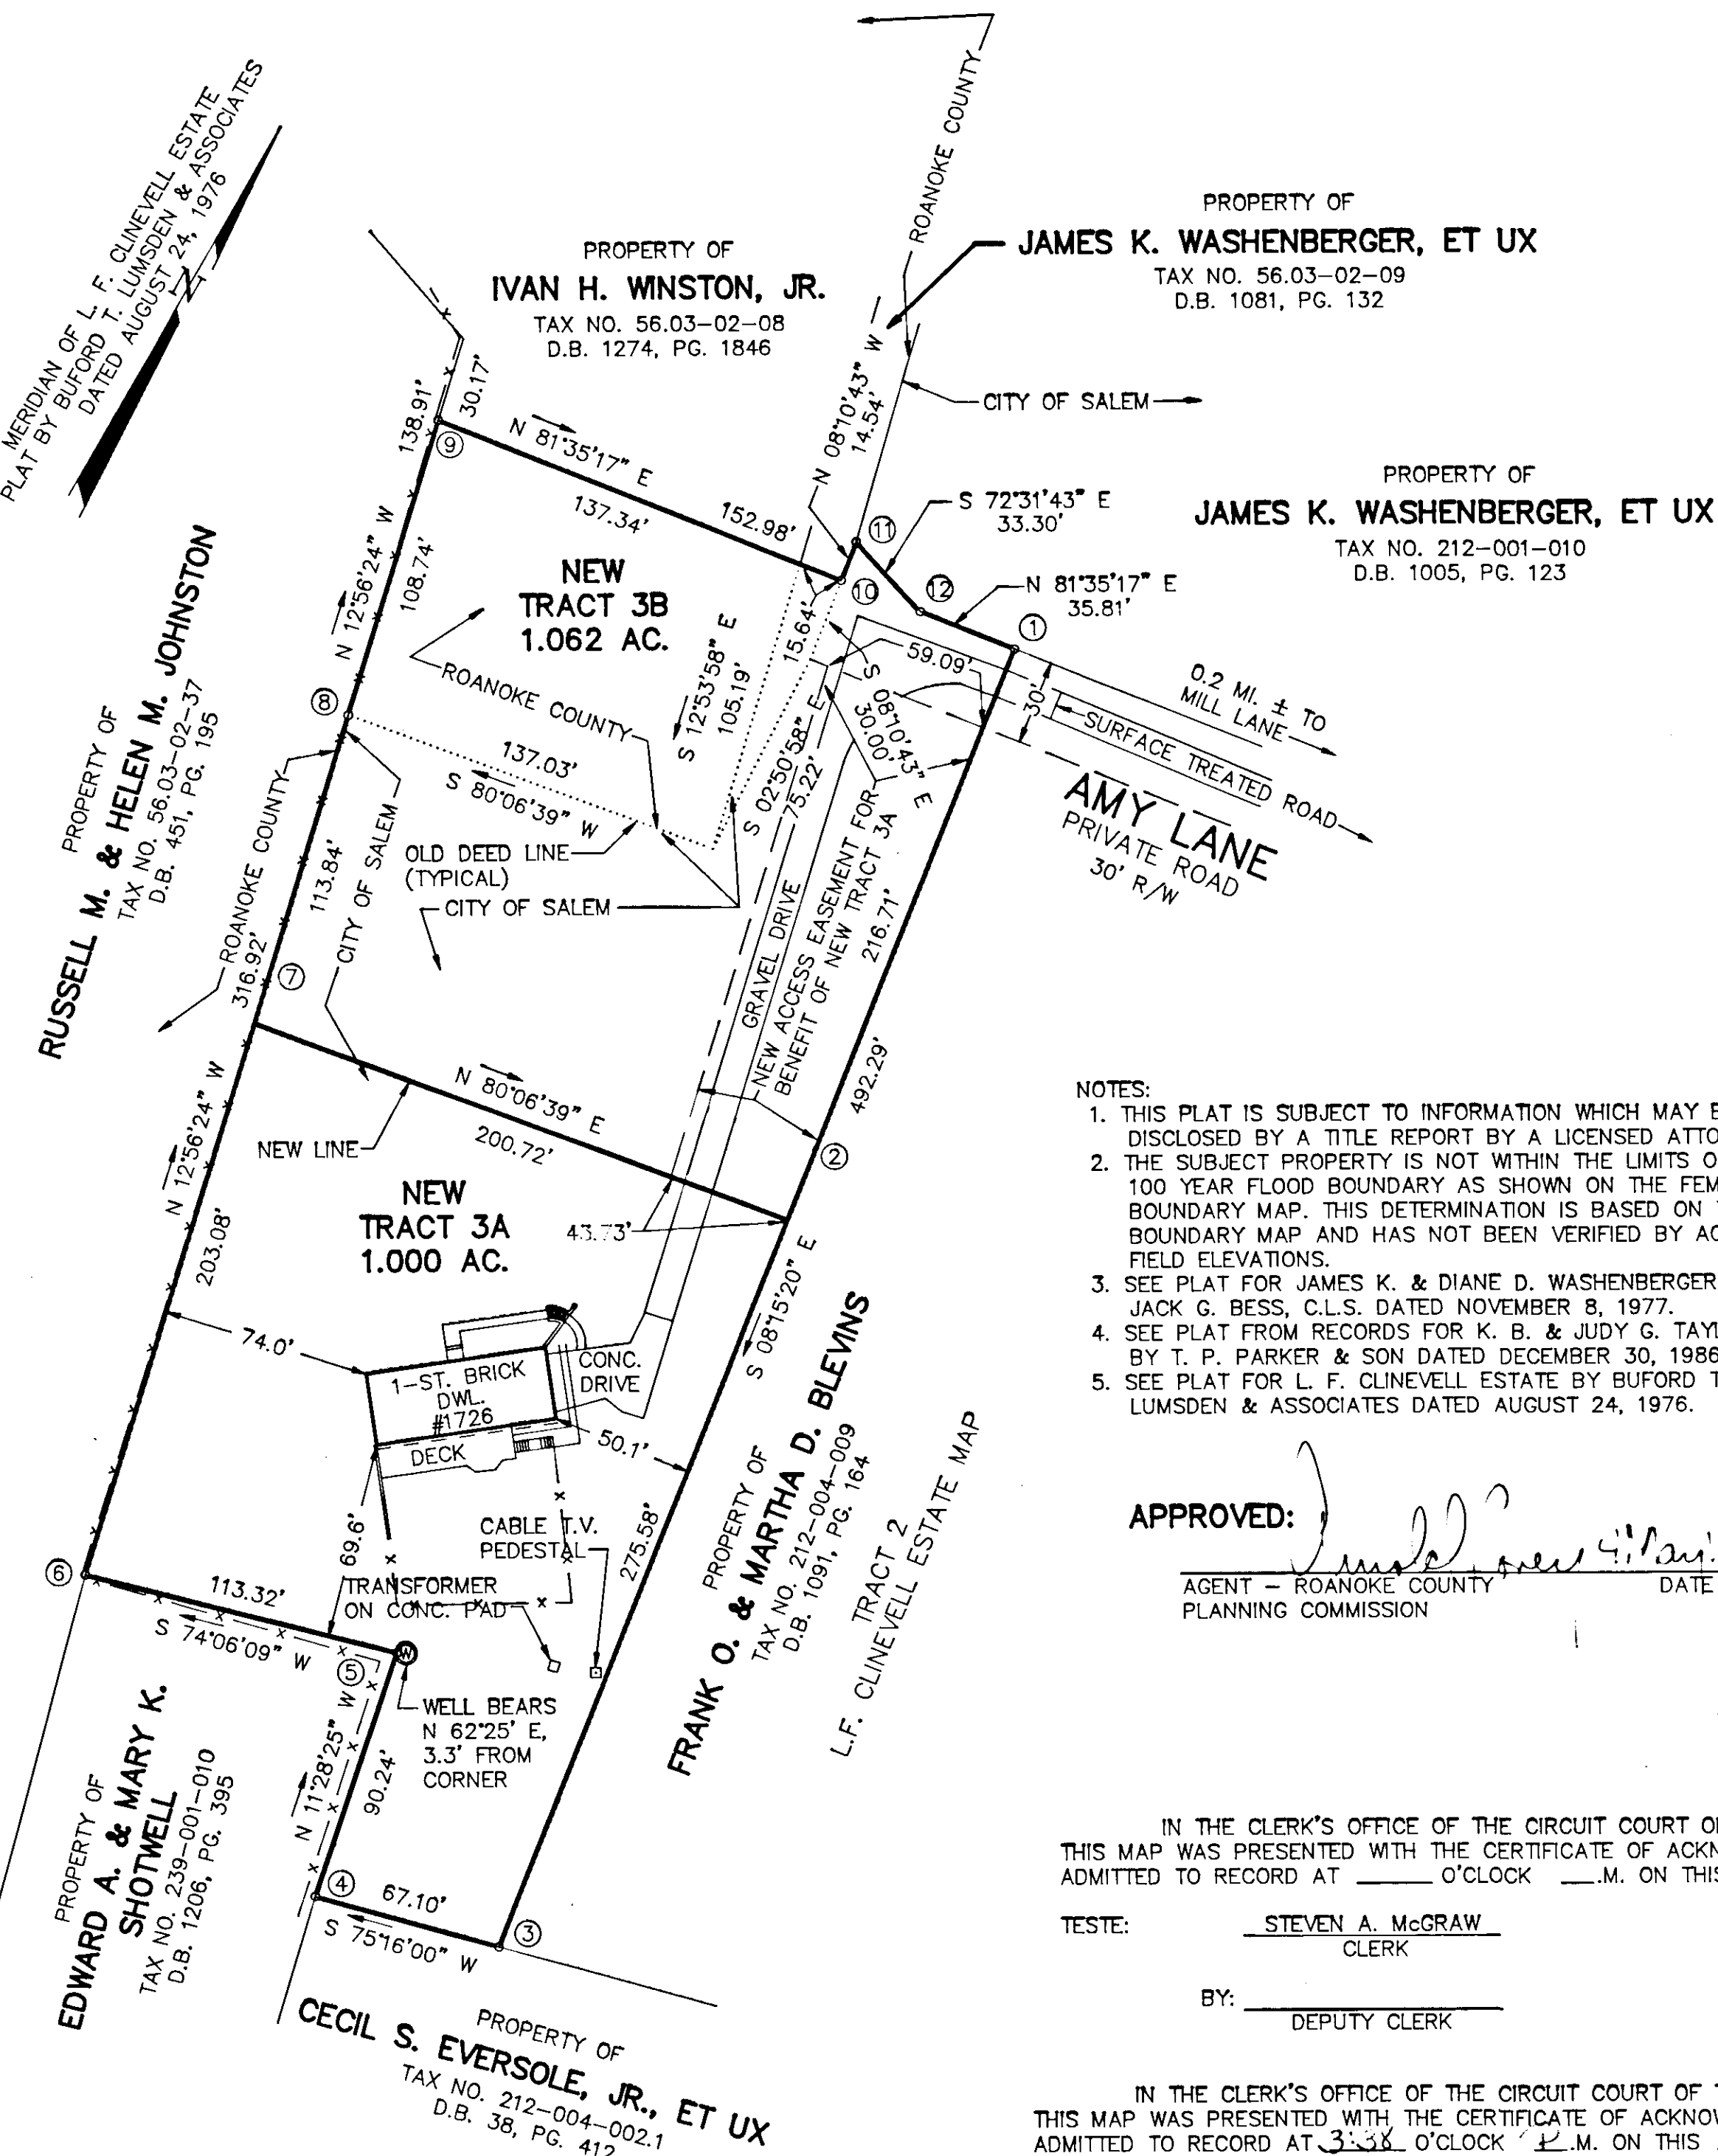 MERIDIAN OF L. F. CLINEVELL ESTATE
PLAT BY BUFORD T. LUMSDEN & ASSOCIATES
DATED AUGUST 24, 1976
N
ROANOKE COUNTY
PROPERTY OF
IVAN H. WINSTON, JR.
TAX NO. 56.03-02-08
D.B. 1274, PG. 1846
PROPERTY OF
JAMES K. WASHENBERGER, ET UX
TAX NO. 56.03-02-09
D.B. 1081, PG. 132
CITY OF SALEM
PROPERTY OF
JAMES K. WASHENBERGER, ET UX
TAX NO. 212-001-010
D.B. 1005, PG. 123
138.91'
30.17'
9
N 81°35'17" E
137.34'
152.98'
N 08°10'43" W
14.54'
11
S 72°31'43" E
33.30'
10
12
N 81°35'17" E
35.81'
1
NEW
TRACT 3B
1.062 AC.
N 12°56'24" W
108.74'
ROANOKE COUNTY
S 12°53'58" E
105.19'
15.64'
59.09'
S 08°10'43" E
30.00'
30'
0.2 MI. ± TO
MILL LANE
SURFACE TREATED ROAD
AMY LANE
PRIVATE ROAD
30' R/W
8
137.03'
S 80°06'39" W
S 02°50'58" E
75.22'
OLD DEED LINE
(TYPICAL)
CITY OF SALEM
PROPERTY OF
RUSSELL M. & HELEN M. JOHNSTON
TAX NO. 56.03-02-37
D.B. 451, PG. 195
ROANOKE COUNTY
CITY OF SALEM
113.84'
316.92'
7
GRAVEL DRIVE
NEW ACCESS EASEMENT FOR
BENEFIT OF NEW TRACT 3A
216.71'
492.29'
2
N 80°06'39" E
200.72'
NEW LINE
N 12°56'24" W
203.08'
NEW
TRACT 3A
1.000 AC.
43.73'
S 08°15'20" E
74.0'
1-ST. BRICK
DWL.
#1726
DECK
CONC.
DRIVE
50.1'
275.58'
69.6'
CABLE T.V.
PEDESTAL
TRANSFORMER
ON CONC. PAD
6
113.32'
S 74°06'09" W
5
W
WELL BEARS
N 62°25' E,
3.3' FROM
CORNER
N 11°28'25" W
90.24'
4
67.10'
S 75°16'00" W
3
PROPERTY OF
FRANK O. & MARTHA D. BLEVINS
TAX NO. 212-004-009
D.B. 1091, PG. 164
TRACT 2
L.F. CLINEVELL ESTATE MAP
PROPERTY OF
EDWARD A. & MARY K.
SHOTWELL
TAX NO. 239-001-010
D.B. 1206, PG. 395
PROPERTY OF
CECIL S. EVERSOLE, JR., ET UX
TAX NO. 212-004-002.1
D.B. 38, PG. 412
NOTES:
1. THIS PLAT IS SUBJECT TO INFORMATION WHICH MAY
DISCLOSED BY A TITLE REPORT BY A LICENSED
2. THE SUBJECT PROPERTY IS NOT WITHIN THE LIMITS
100 YEAR FLOOD BOUNDARY AS SHOWN ON THE
BOUNDARY MAP. THIS DETERMINATION IS BASED ON
BOUNDARY MAP AND HAS NOT BEEN VERIFIED BY
FIELD ELEVATIONS.
3. SEE PLAT FOR JAMES K. & DIANE D. WASHENBERGER
JACK G. BESS, C.L.S. DATED NOVEMBER 8, 1977.
4. SEE PLAT FROM RECORDS FOR K. B. & JUDY G.
BY T. P. PARKER & SON DATED DECEMBER 30, 1986
5. SEE PLAT FOR L. F. CLINEVELL ESTATE BY BUFORD T.
LUMSDEN & ASSOCIATES DATED AUGUST 24, 1976.
APPROVED:
AGENT - ROANOKE COUNTY DATE
PLANNING COMMISSION
IN THE CLERK'S OFFICE OF THE CIRCUIT COURT
THIS MAP WAS PRESENTED WITH THE CERTIFICATE OF
ADMITTED TO RECORD AT ______ O'CLOCK ___.M. ON THIS
TESTE: STEVEN A. McGRAW
CLERK
BY:
DEPUTY CLERK
IN THE CLERK'S OFFICE OF THE CIRCUIT COURT OF
THIS MAP WAS PRESENTED WITH THE CERTIFICATE OF
ADMITTED TO RECORD AT 3:38 O'CLOCK P.M. ON THIS